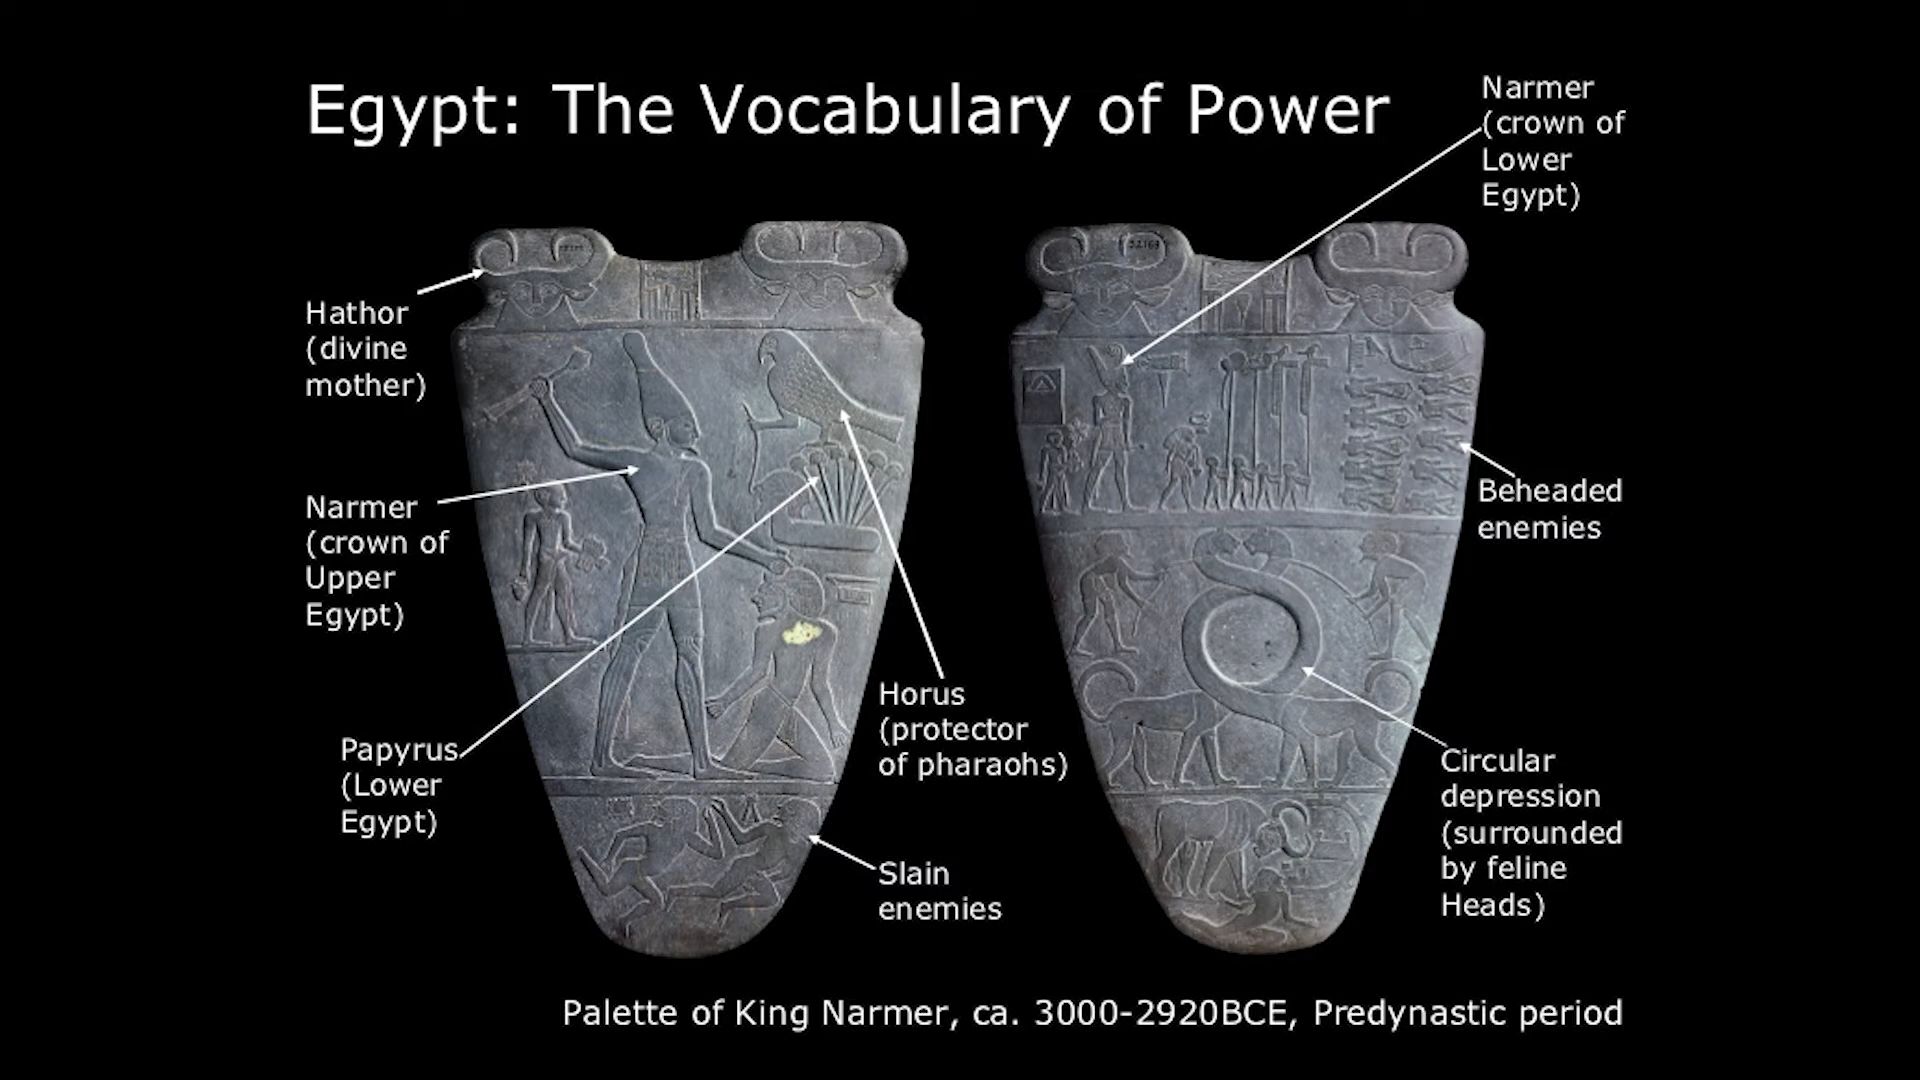 Egypt: The Vocabulary of Power
Narmer
(crown of
Lower
Egypt)
Hathor
(divine
mother)
Narmer
(crown of
Upper
Egypt)
Beheaded
enemies
Papyrus
(Lower
Egypt)
Horus
(protector
of pharaohs)
Circular
depression
(surrounded
by feline
Heads)
Slain
enemies
Palette of King Narmer, ca. 3000-2920BCE, Predynastic period